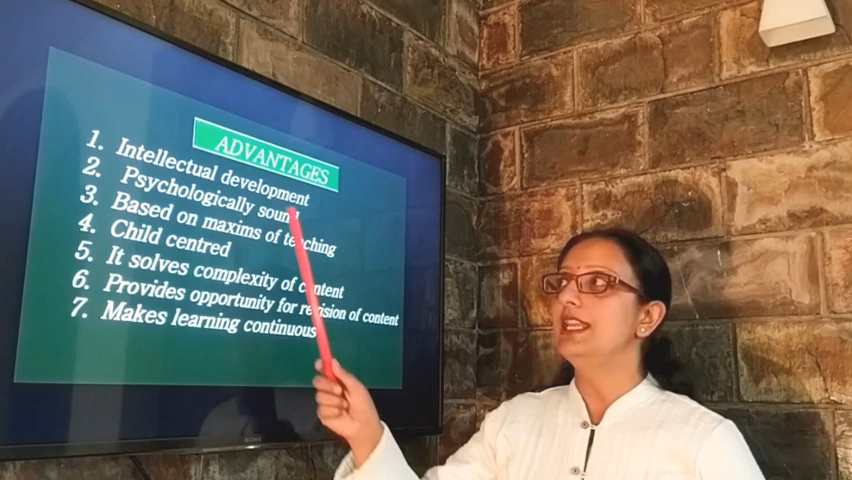 ADVANTAGES
1. Intellectual development
2. Psychologically sound
3. Based on maxims of teaching
4. Child centred
5. It solves complexity of content
6. Provides opportunity for revision of content
7. Makes learning continuous
SONY